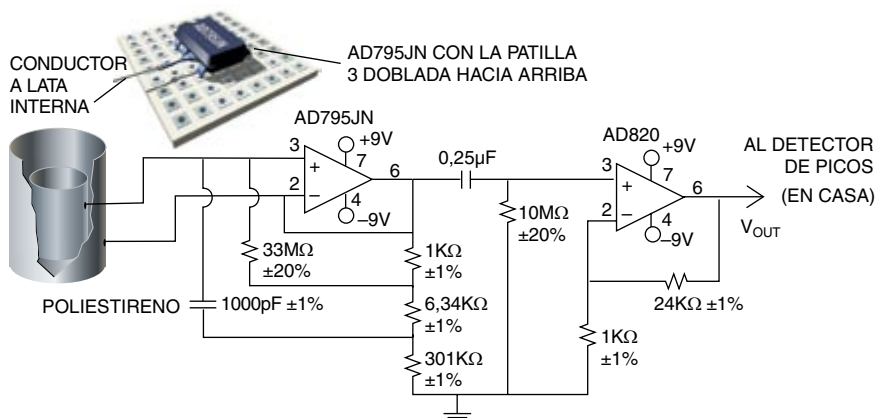 CONDUCTOR
A LATA
INTERNA
AD795JN
AD795JN CON LA PATILLA
3 DOBLADA HACIA ARRIBA
AD795JN
+9V
3
+
7
6
2
–
4
–9V
0,25µF
AD820
+9V
3
+
7
6
2
–
4
–9V
AL DETECTOR
DE PICOS
(EN CASA)
VOUT
33MΩ
±20%
1KΩ
±1%
10MΩ
±20%
POLIESTIRENO
1000pF ±1%
6,34KΩ
±1%
24KΩ ±1%
1KΩ
±1%
301KΩ
±1%